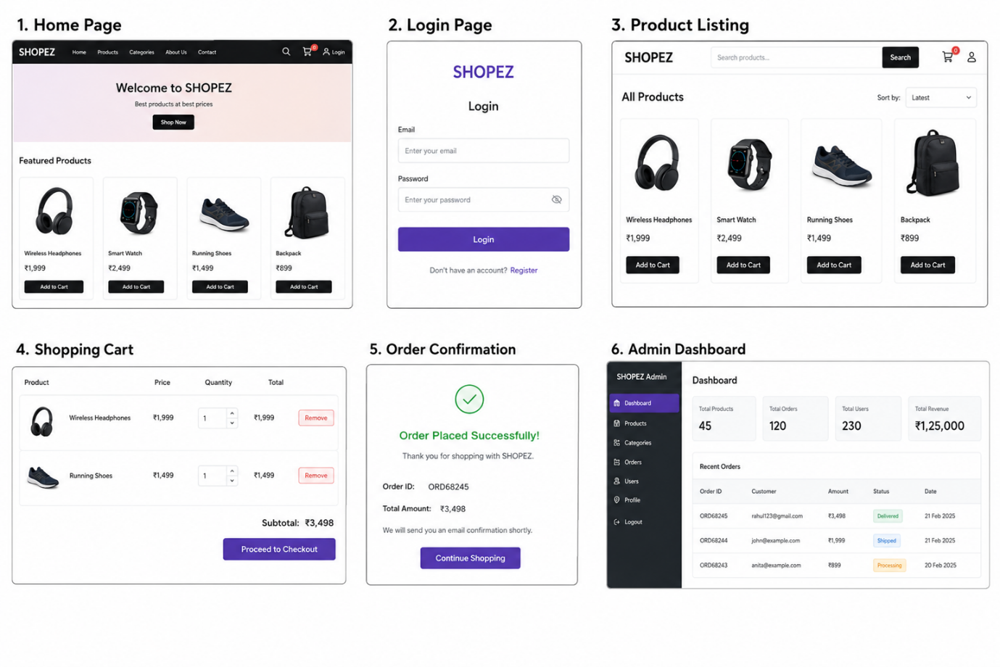 1. Home Page
SHOPEZ Home Products Categories About Us Contact 0 Login
Welcome to SHOPEZ
Best products at best prices
Shop Now
Featured Products
Wireless Headphones Smart Watch Running Shoes Backpack
₹1,999 ₹2,499 ₹1,499 ₹899
Add to Cart Add to Cart Add to Cart Add to Cart
2. Login Page
SHOPEZ
Login
Email
Enter your email
Password
Enter your password
Login
Don't have an account? Register
3. Product Listing
SHOPEZ Search products... Search 0
All Products Sort by: Latest
Wireless Headphones Smart Watch Running Shoes Backpack
₹1,999 ₹2,499 ₹1,499 ₹899
Add to Cart Add to Cart Add to Cart Add to Cart
4. Shopping Cart
Product Price Quantity Total
Wireless Headphones ₹1,999 1 ₹1,999 Remove
Running Shoes ₹1,499 1 ₹1,499 Remove
Subtotal: ₹3,498
Proceed to Checkout
5. Order Confirmation
Order Placed Successfully!
Thank you for shopping with SHOPEZ.
Order ID: ORD68245
Total Amount: ₹3,498
We will send you an email confirmation shortly.
Continue Shopping
6. Admin Dashboard
SHOPEZ Admin
Dashboard
Products
Categories
Orders
Users
Profile
Logout
Dashboard
Total Products Total Orders Total Users Total Revenue
45 120 230 ₹1,25,000
Recent Orders
Order ID Customer Amount Status Date
ORD68245 rahul123@gmail.com ₹3,498 Delivered 21 Feb 2025
ORD68244 john@example.com ₹1,999 Shipped 21 Feb 2025
ORD68243 anita@example.com ₹899 Processing 20 Feb 2025